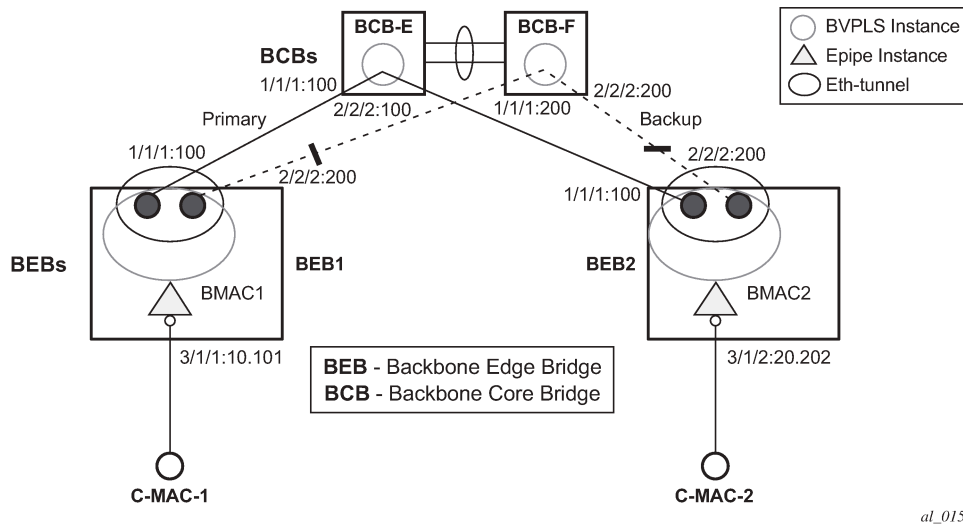 BCB-E
BCB-F
BVPLS Instance
Epipe Instance
Eth-tunnel
BCBs
1/1/1:100
2/2/2:100
1/1/1:200
2/2/2:200
Primary
Backup
1/1/1:100
2/2/2:200
2/2/2:200
1/1/1:100
BEBs
BEB1
BEB2
BMAC1
BMAC2
3/1/1:10.101
3/1/2:20.202
BEB - Backbone Edge Bridge
BCB - Backbone Core Bridge
C-MAC-1
C-MAC-2